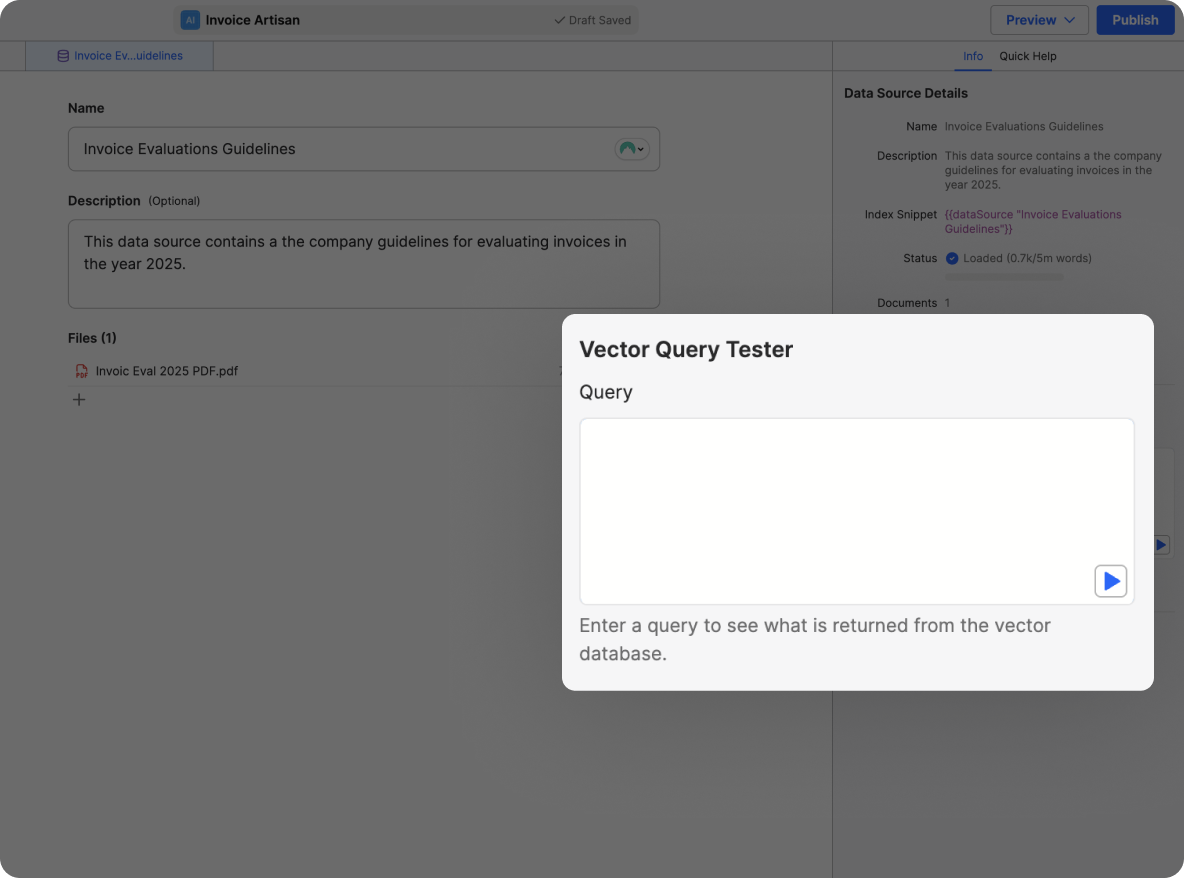 AI Invoice Artisan
Draft Saved
Preview
Publish
Invoice Ev...uidelines
Info
Quick Help
Name
Invoice Evaluations Guidelines
Description (Optional)
This data source contains a the company guidelines for evaluating invoices in
the year 2025.
Files (1)
PDF Invoic Eval 2025 PDF.pdf
Data Source Details
Name Invoice Evaluations Guidelines
Description This data source contains a the company
guidelines for evaluating invoices in the
year 2025.
Index Snippet {{dataSource "Invoice Evaluations
Guidelines"}}
Status Loaded (0.7k/5m words)
Documents 1
Vector Query Tester
Query
Enter a query to see what is returned from the vector
database.